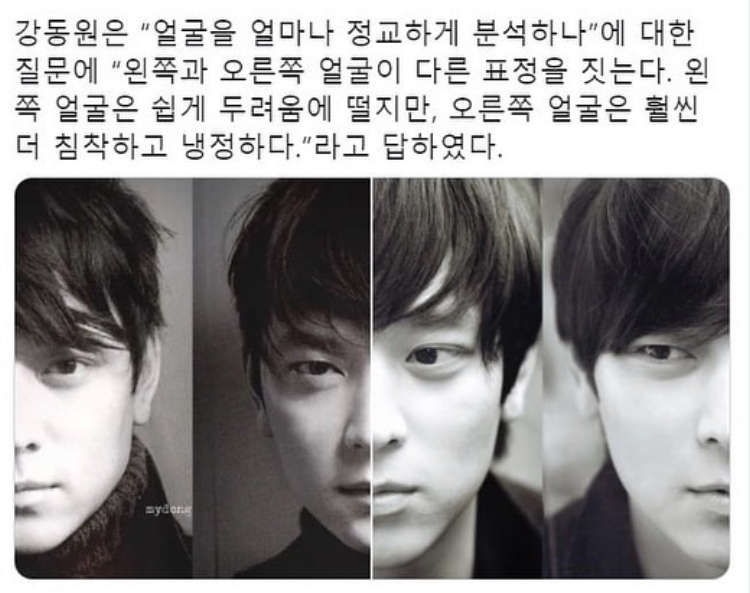 강동원은 “얼굴을 얼마나 정교하게 분석하나”에 대한
질문에 “왼쪽과 오른쪽 얼굴이 다른 표정을 짓는다. 왼
쪽 얼굴은 쉽게 두려움에 떨지만, 오른쪽 얼굴은 훨씬
더 침착하고 냉정하다.”라고 답하였다.
mydong